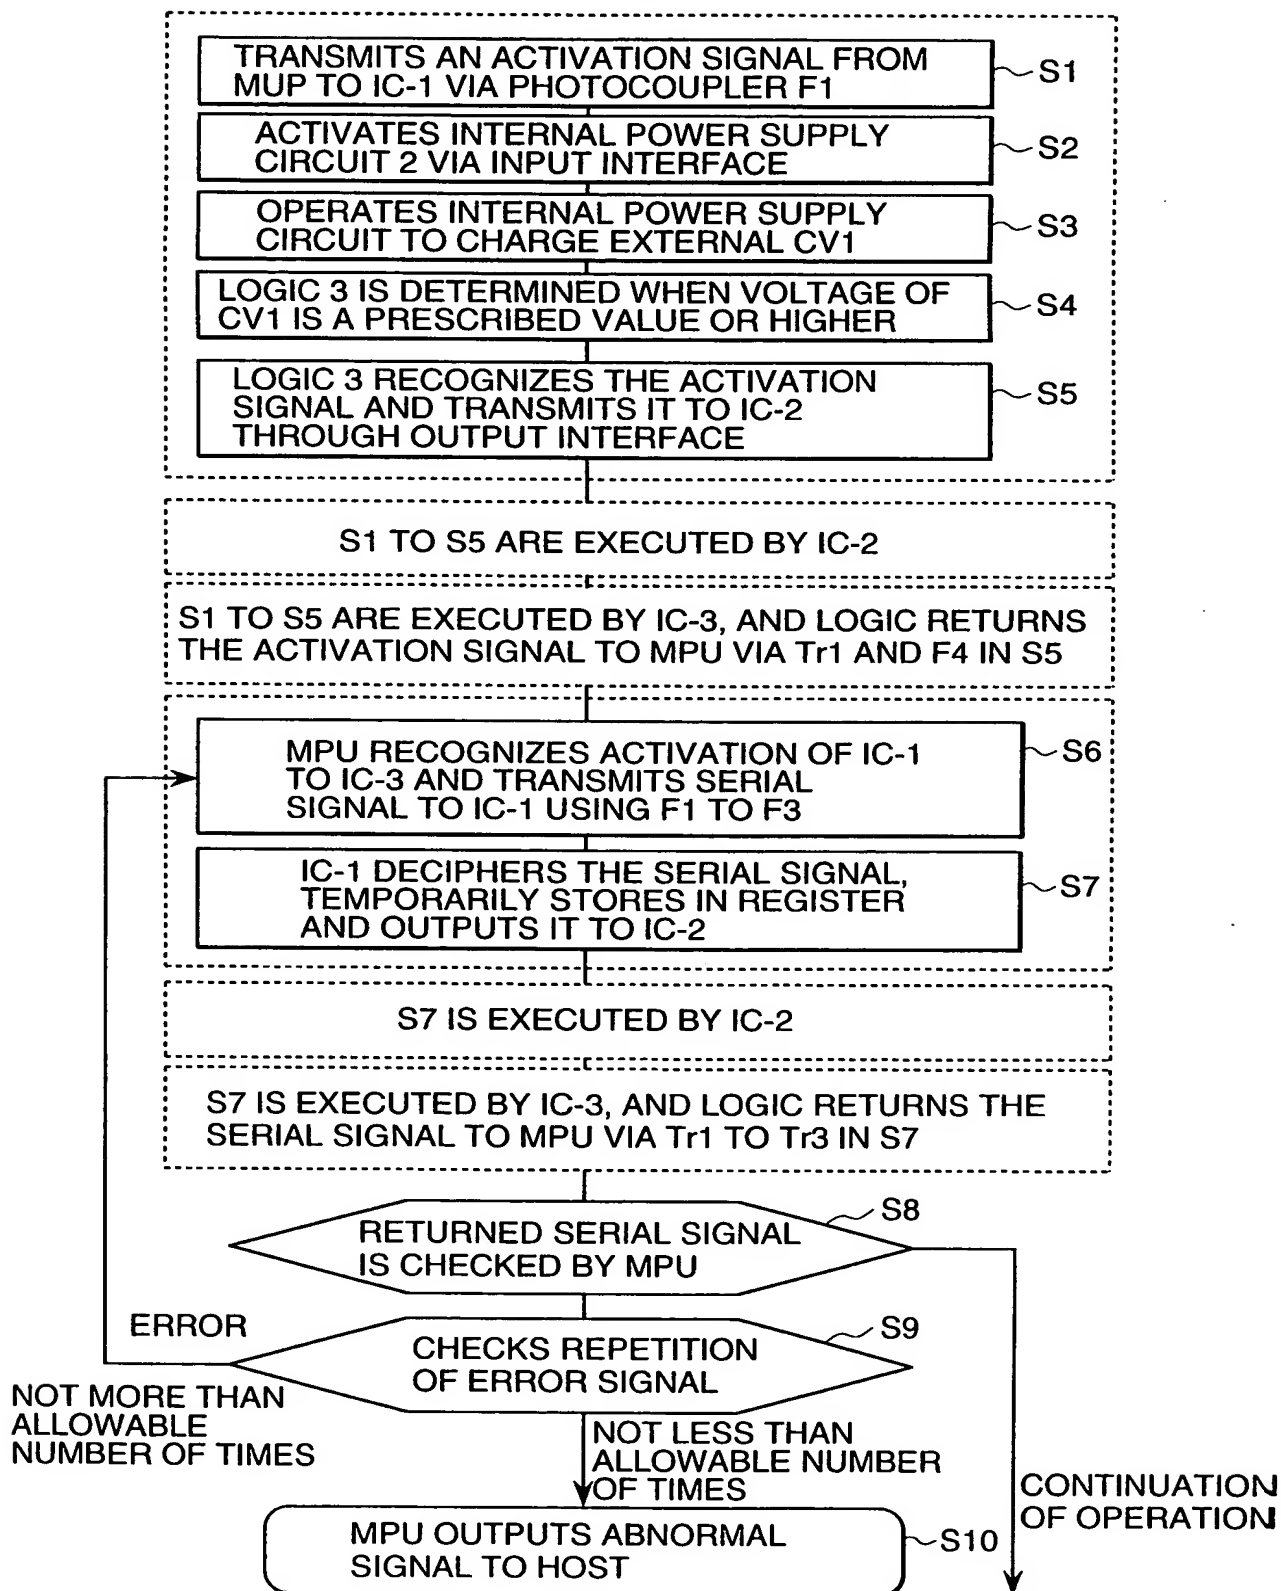 TRANSMITS AN ACTIVATION SIGNAL FROM
MUP TO IC-1 VIA PHOTOCOUPLER F1
S1
ACTIVATES INTERNAL POWER SUPPLY
CIRCUIT 2 VIA INPUT INTERFACE
S2
OPERATES INTERNAL POWER SUPPLY
CIRCUIT TO CHARGE EXTERNAL CV1
S3
LOGIC 3 IS DETERMINED WHEN VOLTAGE OF
CV1 IS A PRESCRIBED VALUE OR HIGHER
S4
LOGIC 3 RECOGNIZES THE ACTIVATION
SIGNAL AND TRANSMITS IT TO IC-2
THROUGH OUTPUT INTERFACE
S5
S1 TO S5 ARE EXECUTED BY IC-2
S1 TO S5 ARE EXECUTED BY IC-3, AND LOGIC RETURNS
THE ACTIVATION SIGNAL TO MPU VIA Tr1 AND F4 IN S5
MPU RECOGNIZES ACTIVATION OF IC-1
TO IC-3 AND TRANSMITS SERIAL
SIGNAL TO IC-1 USING F1 TO F3
S6
IC-1 DECIPHERS THE SERIAL SIGNAL,
TEMPORARILY STORES IN REGISTER
AND OUTPUTS IT TO IC-2
S7
S7 IS EXECUTED BY IC-2
S7 IS EXECUTED BY IC-3, AND LOGIC RETURNS THE
SERIAL SIGNAL TO MPU VIA Tr1 TO Tr3 IN S7
RETURNED SERIAL SIGNAL
IS CHECKED BY MPU
S8
ERROR
CHECKS REPETITION
OF ERROR SIGNAL
S9
NOT MORE THAN
ALLOWABLE
NUMBER OF TIMES
NOT LESS THAN
ALLOWABLE NUMBER
OF TIMES
CONTINUATION
OF OPERATION
MPU OUTPUTS ABNORMAL
SIGNAL TO HOST
S10